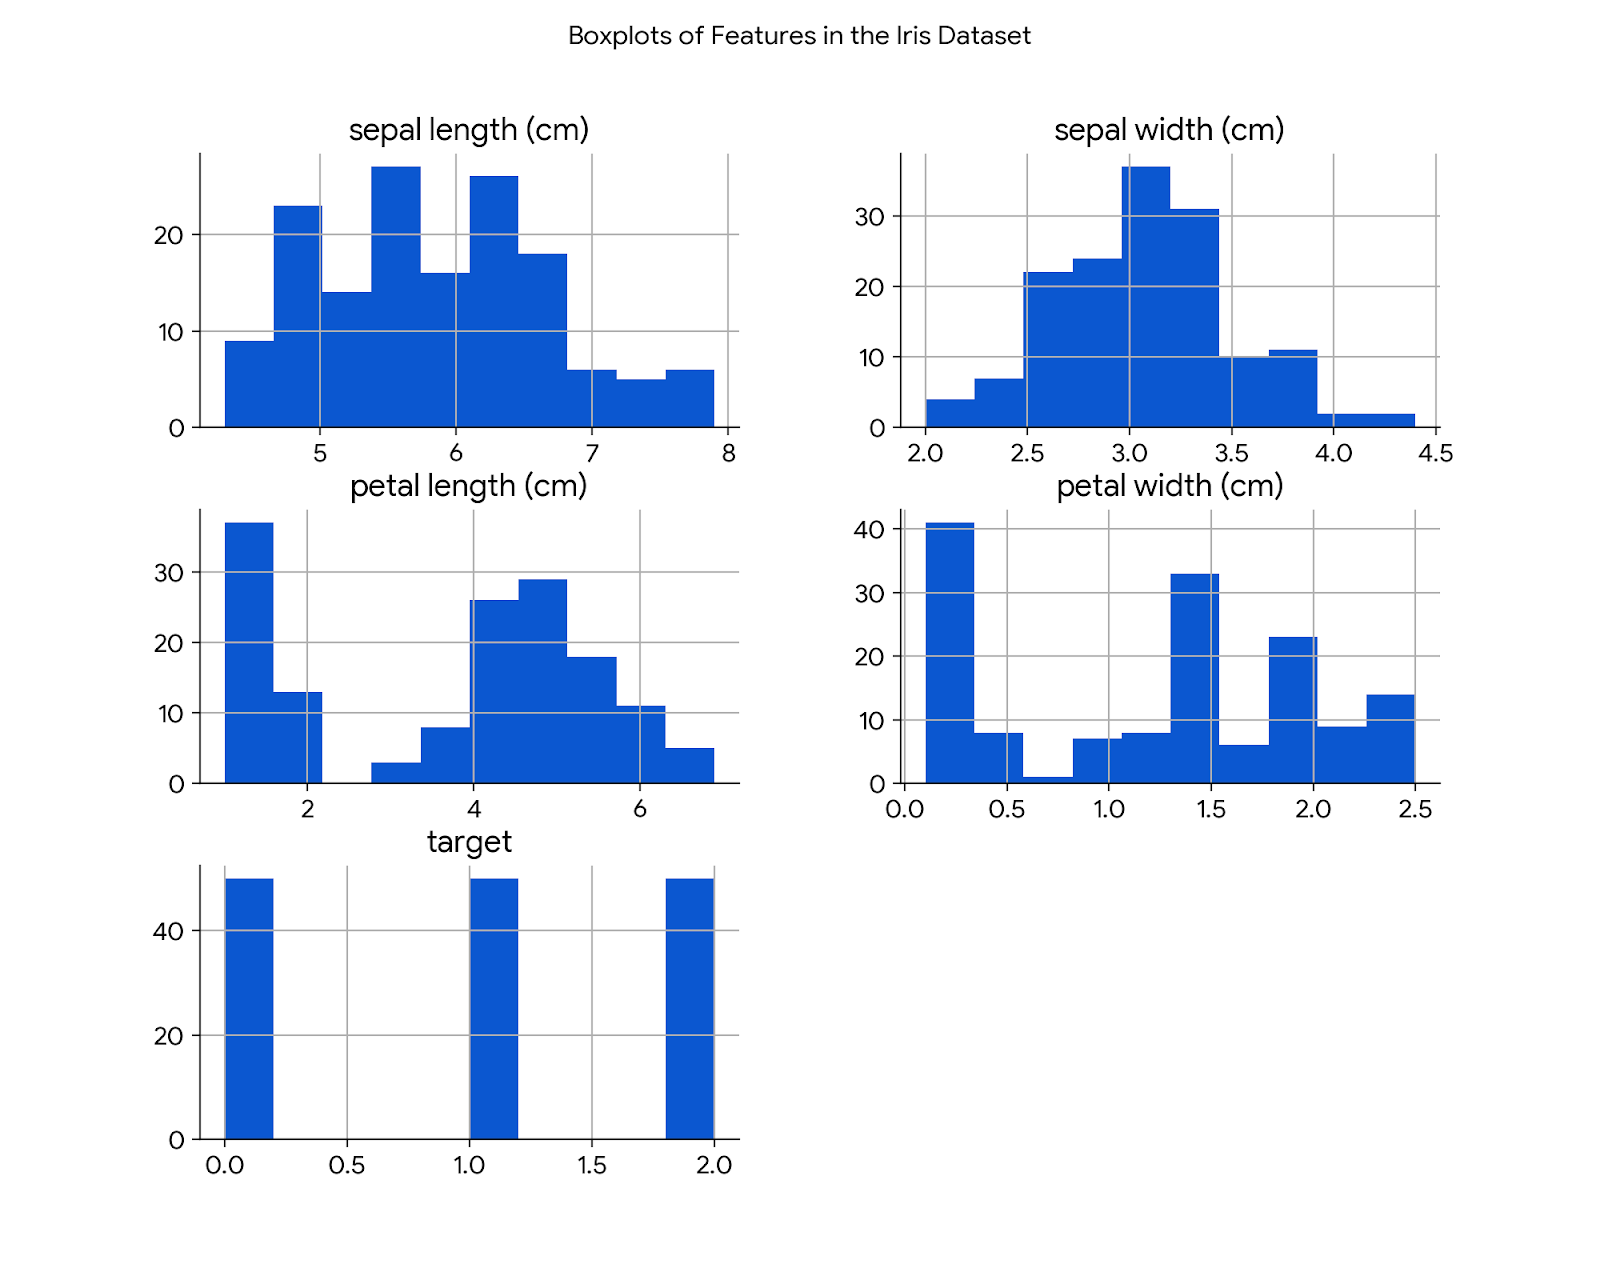 Boxplots of Features in the Iris Dataset
sepal length (cm)
20
10
0
5 6 7 8
sepal width (cm)
30
20
10
0
2.0 2.5 3.0 3.5 4.0 4.5
petal length (cm)
30
20
10
0
2 4 6
petal width (cm)
40
30
20
10
0
0.0 0.5 1.0 1.5 2.0 2.5
target
40
20
0
0.0 0.5 1.0 1.5 2.0